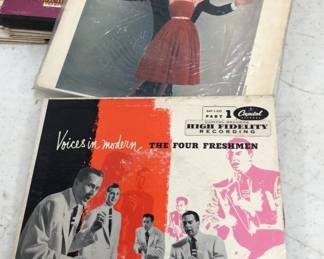 PART 1
Capitol
HIGH FIDELITY
RECORDING
Voices in modern THE FOUR FRESHMEN